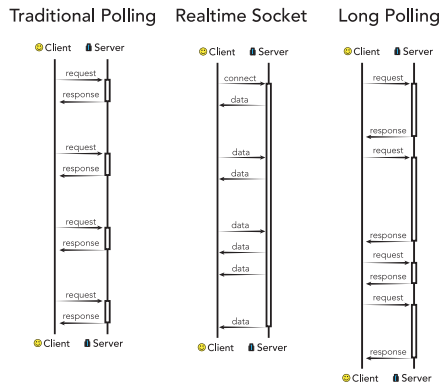 Traditional Polling
Client Server
request
response
request
response
request
response
request
response
Client Server
Realtime Socket
Client Server
connect
data
data
data
data
data
data
data
Client Server
Long Polling
Client Server
request
response
request
response
request
response
request
response
Client Server